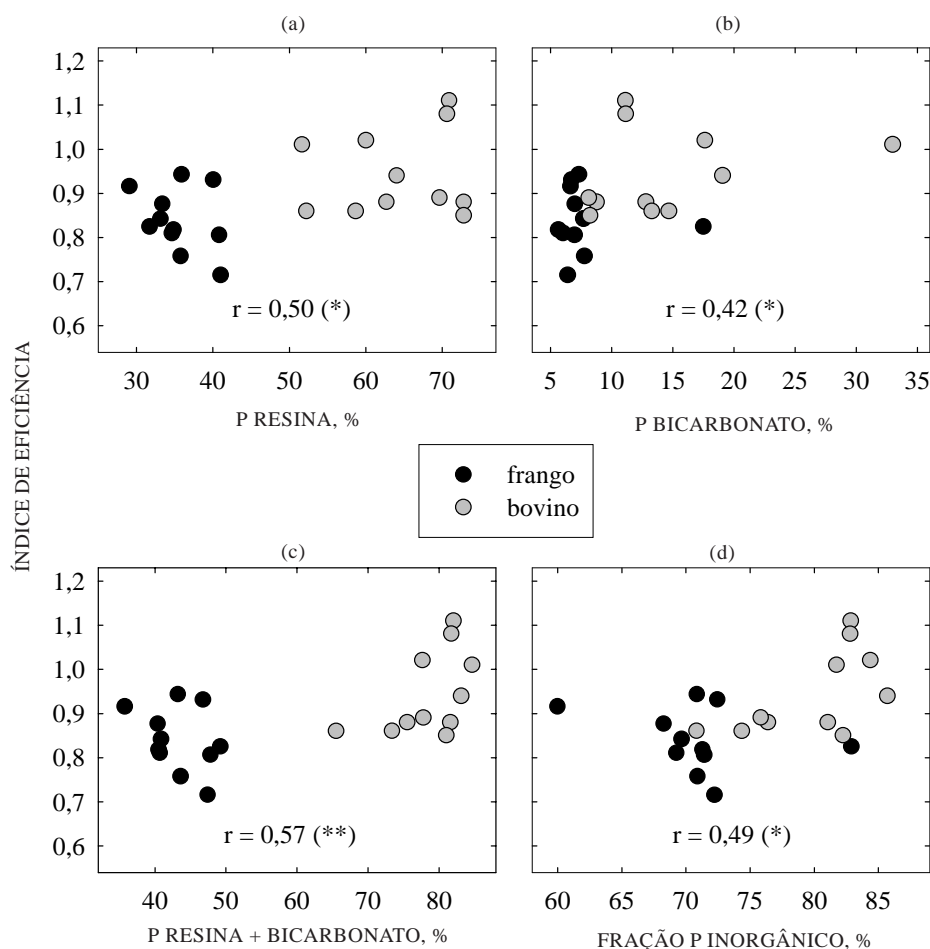 (a)
(b)
1,2
1,1
1,0
0,9
0,8
0,7
0,6
r = 0,50 (*)
r = 0,42 (*)
30 40 50 60 70
5 10 15 20 25 30 35
P RESINA, %
P BICARBONATO, %
ÍNDICE DE EFICIÊNCIA
frango
bovino
(c)
(d)
1,2
1,1
1,0
0,9
0,8
0,7
0,6
r = 0,57 (**)
r = 0,49 (*)
40 50 60 70 80
60 65 70 75 80 85
P RESINA + BICARBONATO, %
FRAÇÃO P INORGÂNICO, %